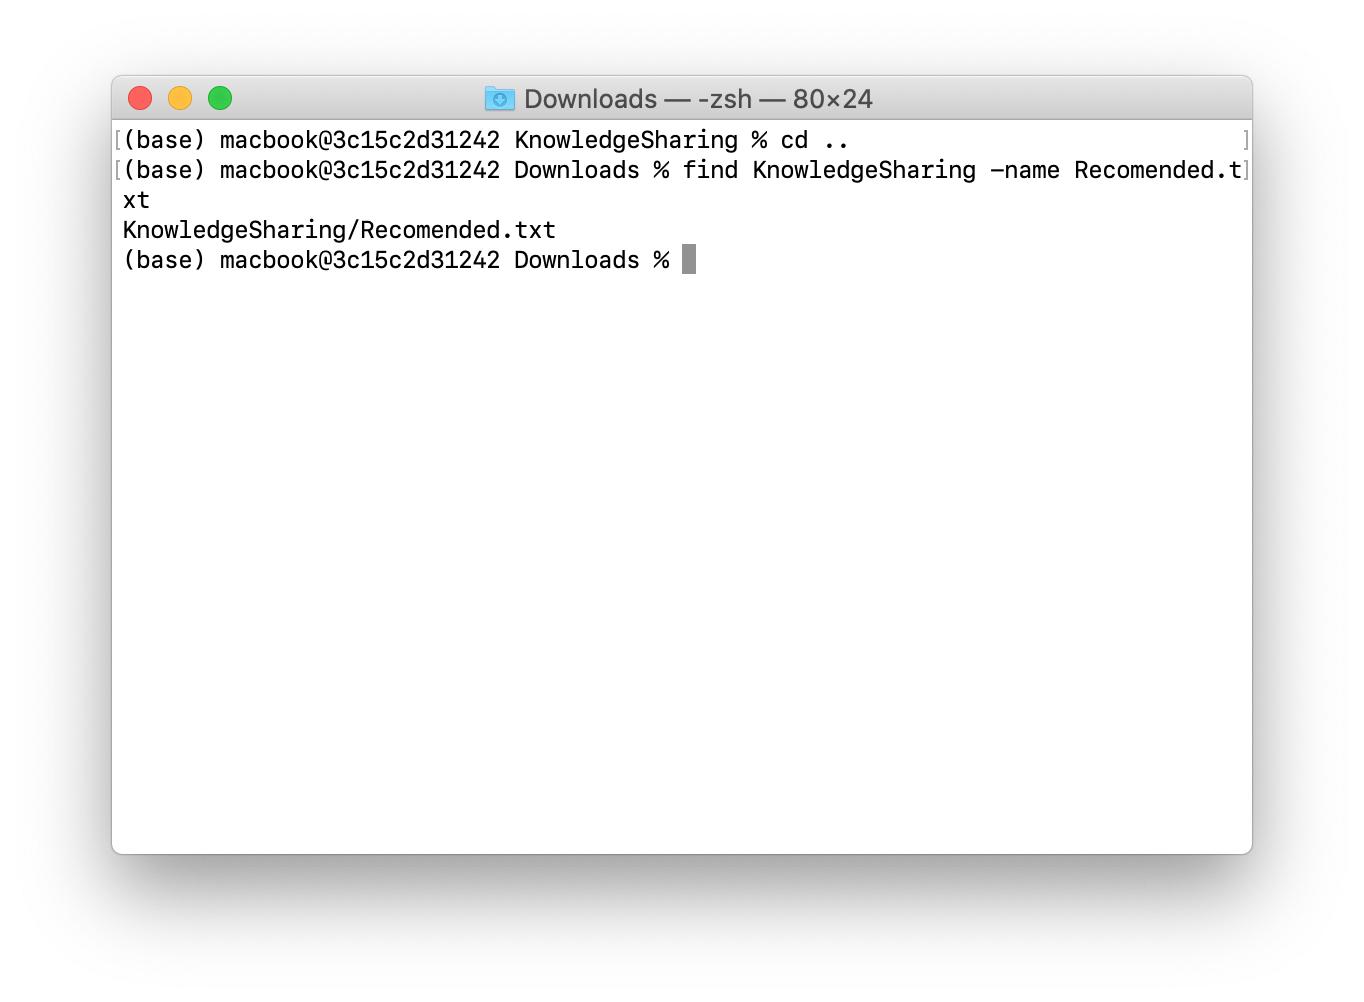 Downloads — -zsh — 80×24
[(base) macbook@3c15c2d31242 KnowledgeSharing % cd .. ]
[(base) macbook@3c15c2d31242 Downloads % find KnowledgeSharing -name Recomended.t]
xt
KnowledgeSharing/Recomended.txt
(base) macbook@3c15c2d31242 Downloads %